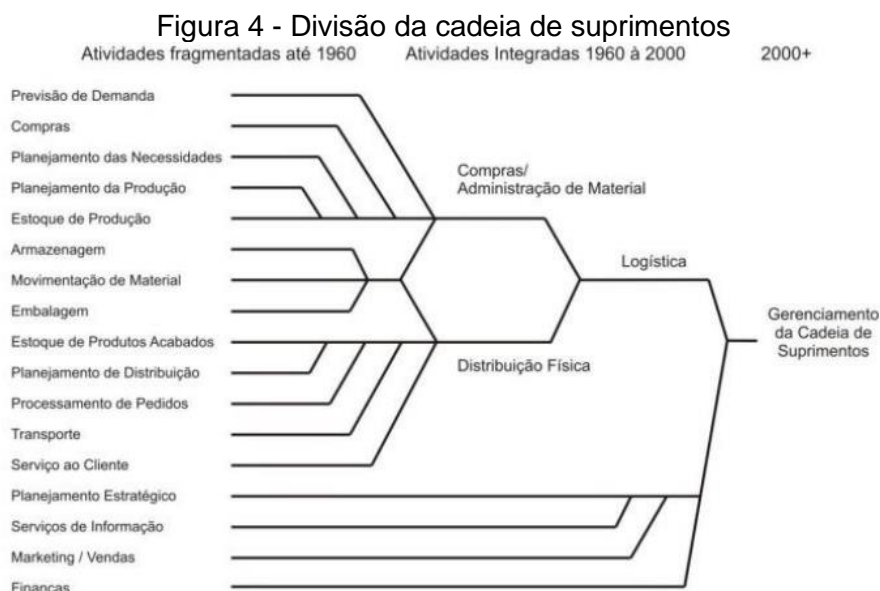 Figura 4 - Divisão da cadeia de suprimentos
Atividades fragmentadas até 1960
Atividades Integradas 1960 à 2000
2000+
Previsão de Demanda
Compras
Planejamento das Necessidades
Planejamento da Produção
Estoque de Produção
Armazenagem
Movimentação de Material
Embalagem
Estoque de Produtos Acabados
Planejamento de Distribuição
Processamento de Pedidos
Transporte
Serviço ao Cliente
Planejamento Estratégico
Serviços de Informação
Marketing / Vendas
Finanças
Compras/
Administração de Material
Distribuição Física
Logística
Gerenciamento
da Cadeia de
Suprimentos